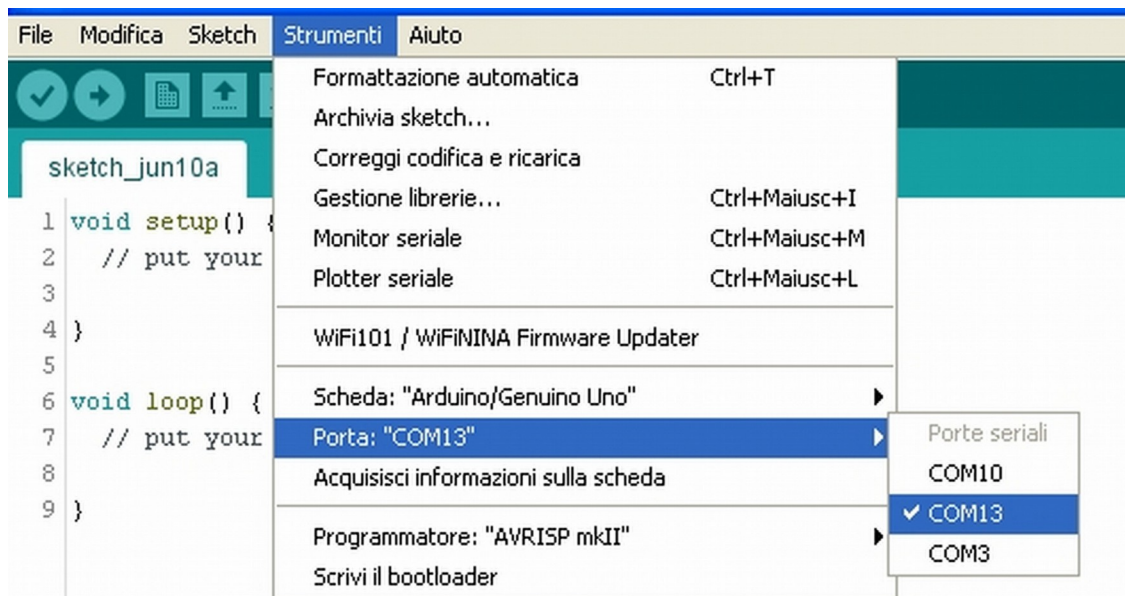 File Modifica Sketch Strumenti Aiuto
sketch_jun10a
1 void setup() {
2 // put your
3
4 }
5
6 void loop() {
7 // put your
8
9 }
Formattazione automatica Ctrl+T
Archivia sketch...
Correggi codifica e ricarica
Gestione librerie... Ctrl+Maiusc+I
Monitor seriale Ctrl+Maiusc+M
Plotter seriale Ctrl+Maiusc+L
WiFi101 / WiFiNINA Firmware Updater
Scheda: "Arduino/Genuino Uno"
Porta: "COM13"
Acquisisci informazioni sulla scheda
Programmatore: "AVRISP mkII"
Scrivi il bootloader
Porte seriali
COM10
COM13
COM3